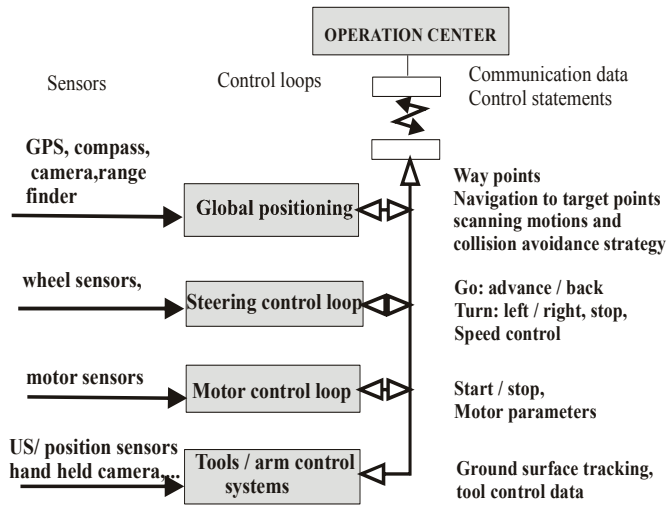 OPERATION CENTER
Sensors
Control loops
Communication data
Control statements
GPS, compass,
camera,range
finder
Global positioning
Way points
Navigation to target points
scanning motions and
collision avoidance strategy
wheel sensors,
Steering control loop
Go: advance / back
Turn: left / right, stop,
Speed control
motor sensors
Motor control loop
Start / stop,
Motor parameters
US/ position sensors
hand held camera,...
Tools / arm control
systems
Ground surface tracking,
tool control data